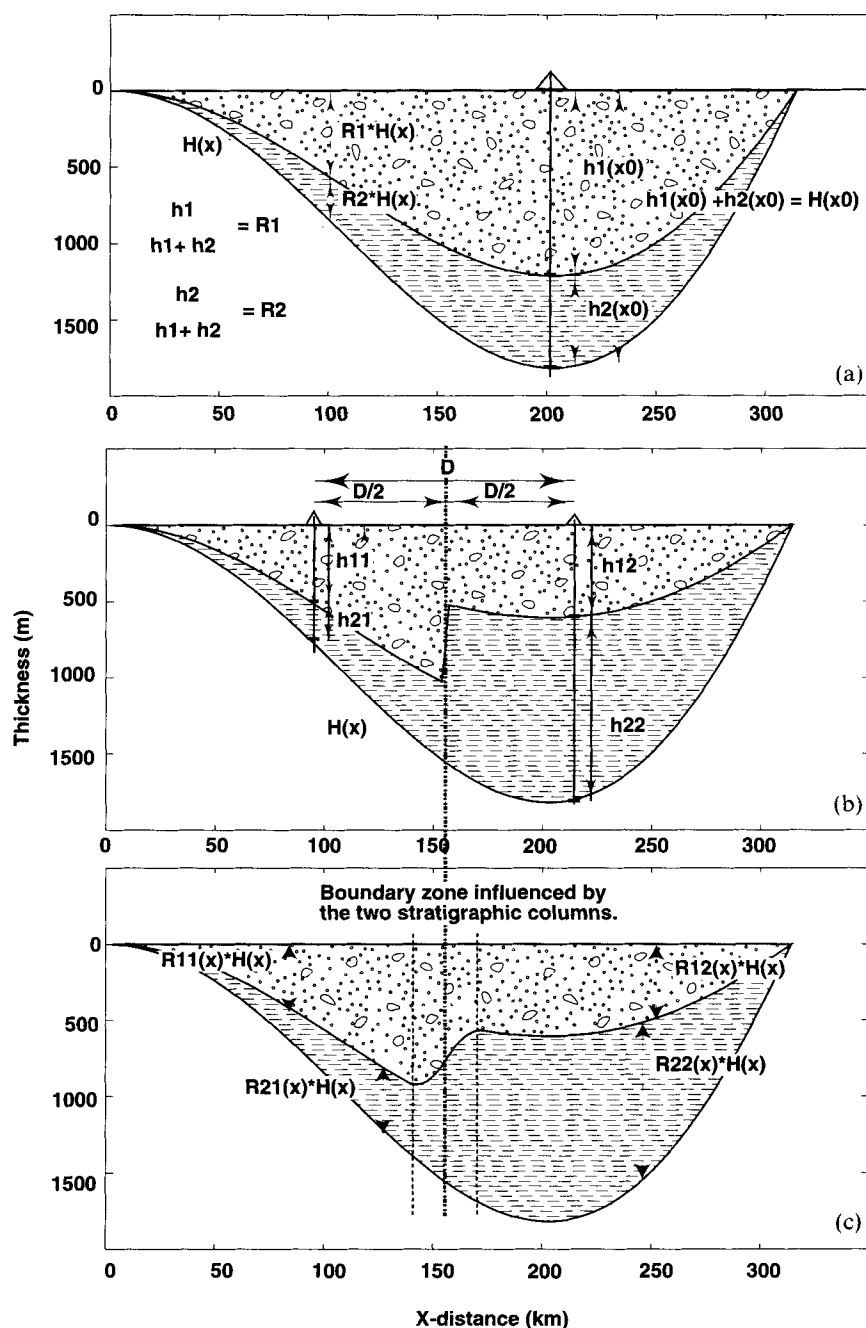 0
500
1000
1500
H(x)
R1*H(x)
R2*H(x)
h1(x0)
h1(x0) +h2(x0) = H(x0)
h2(x0)
h1
h1+ h2
= R1
h2
h1+ h2
= R2
(a)
0 50 100 150 200 250 300
D
D/2 D/2
0
500
1000
1500
Thickness (m)
h11
h21
h12
h22
H(x)
(b)
0 50 100 150 200 250 300
Boundary zone influenced by
the two stratigraphic columns.
0
500
1000
1500
R11(x)*H(x)
R12(x)*H(x)
R21(x)*H(x)
R22(x)*H(x)
(c)
0 50 100 150 200 250 300
X-distance (km)